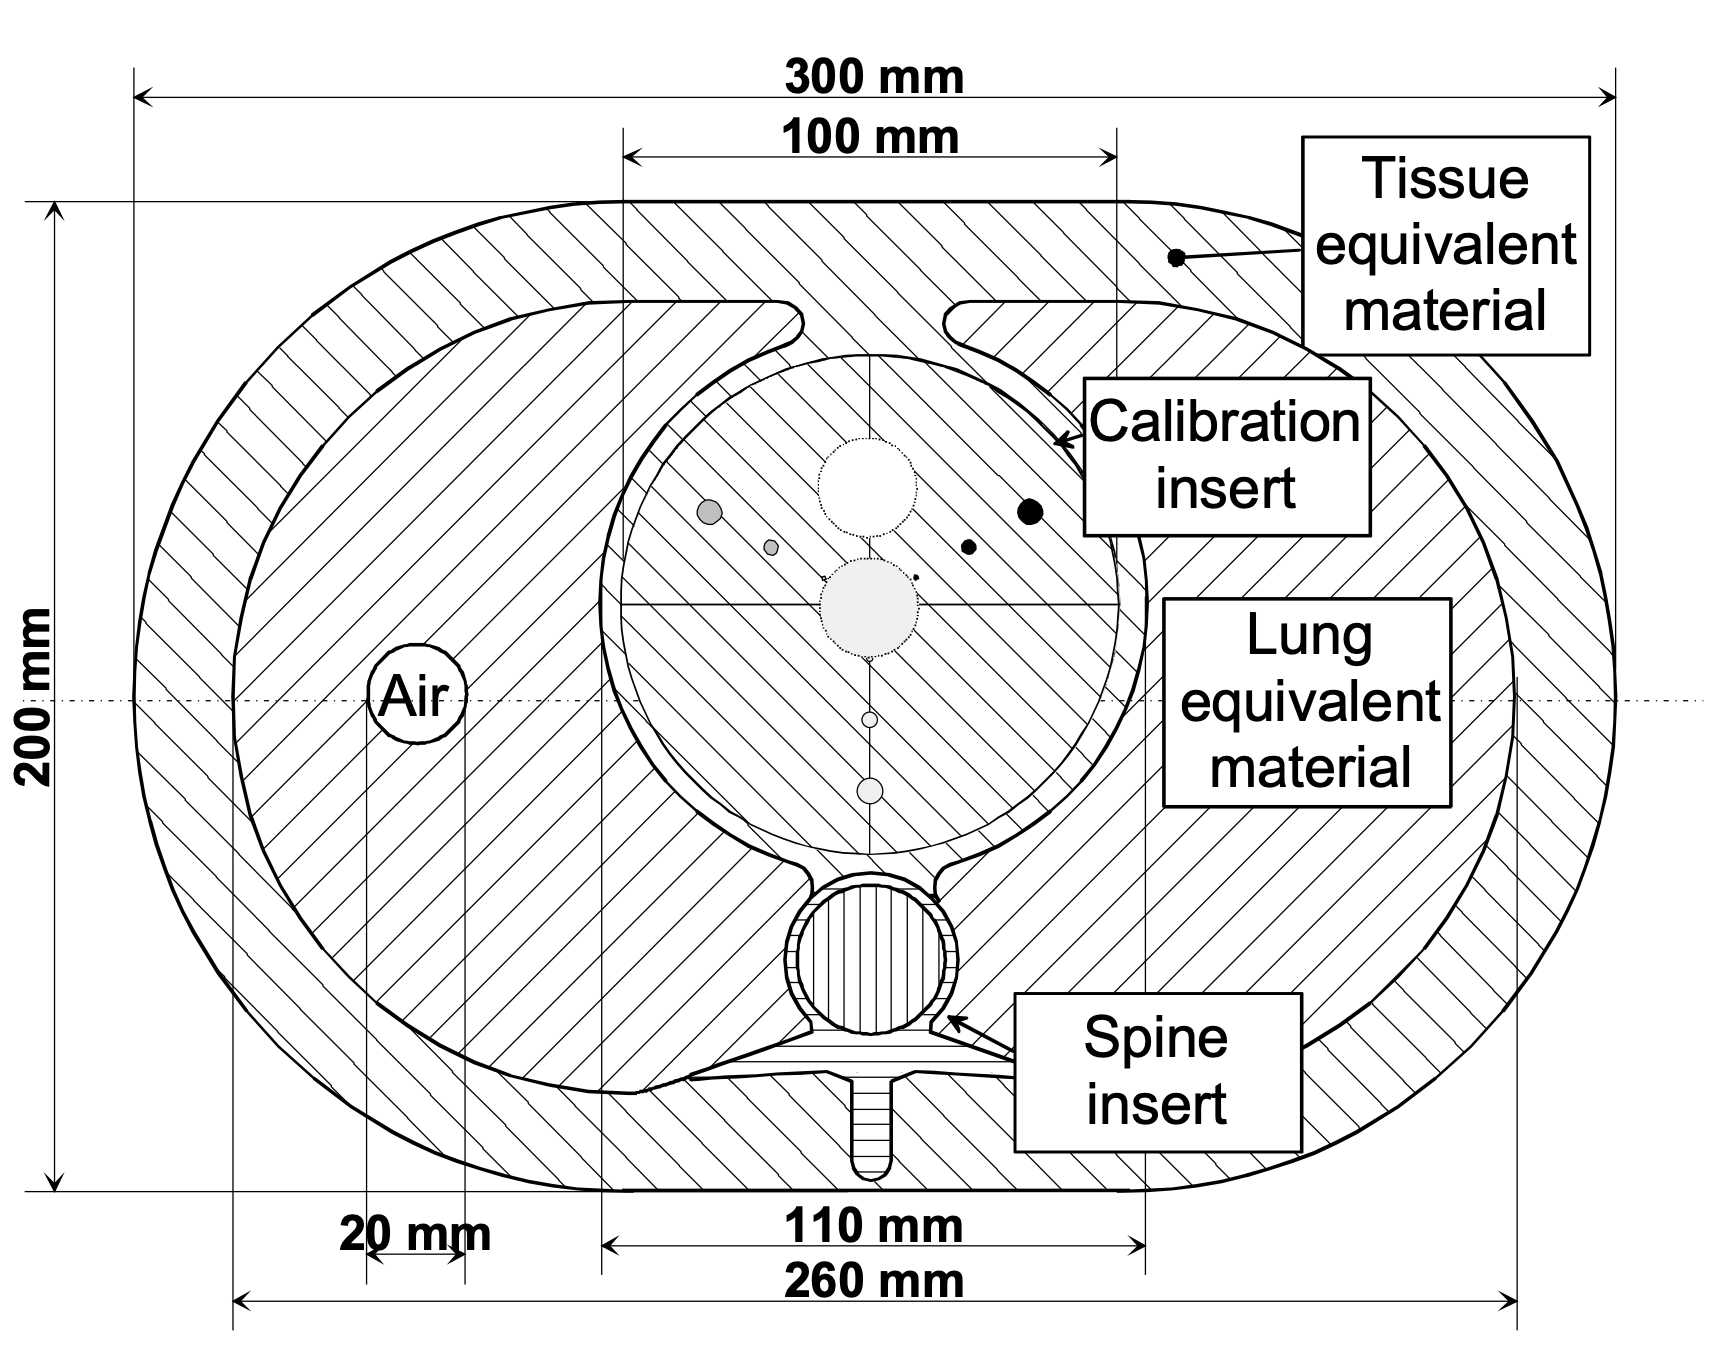 300 mm
100 mm
Tissue
equivalent
material
Calibration
insert
Lung
equivalent
material
Air
200 mm
Spine
insert
20 mm
110 mm
260 mm